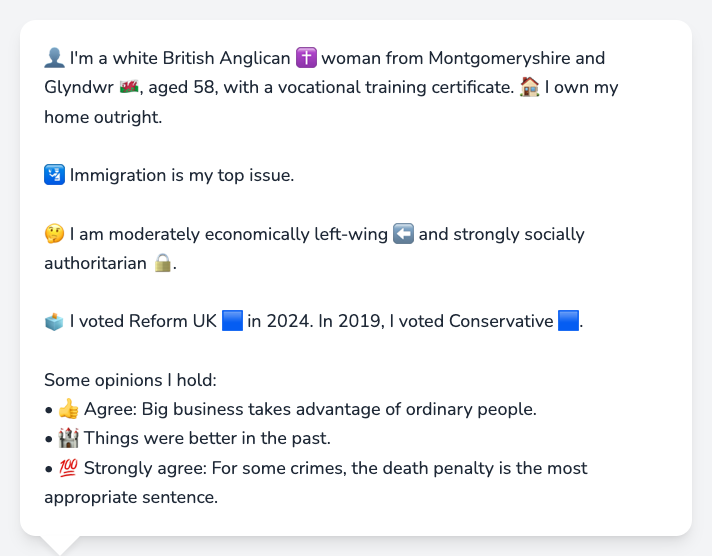 👤 I'm a white British Anglican ✝️ woman from Montgomeryshire and
Glyndwr 🏴󠁧󠁢󠁷󠁬󠁳󠁿, aged 58, with a vocational training certificate. 🏠 I own my
home outright.
🛂 Immigration is my top issue.
🤔 I am moderately economically left-wing ⬅️ and strongly socially
authoritarian 🔒.
🗳️ I voted Reform UK 🟦 in 2024. In 2019, I voted Conservative 🟦.
Some opinions I hold:
• 👍 Agree: Big business takes advantage of ordinary people.
• 🏰 Things were better in the past.
• 💯 Strongly agree: For some crimes, the death penalty is the most
appropriate sentence.